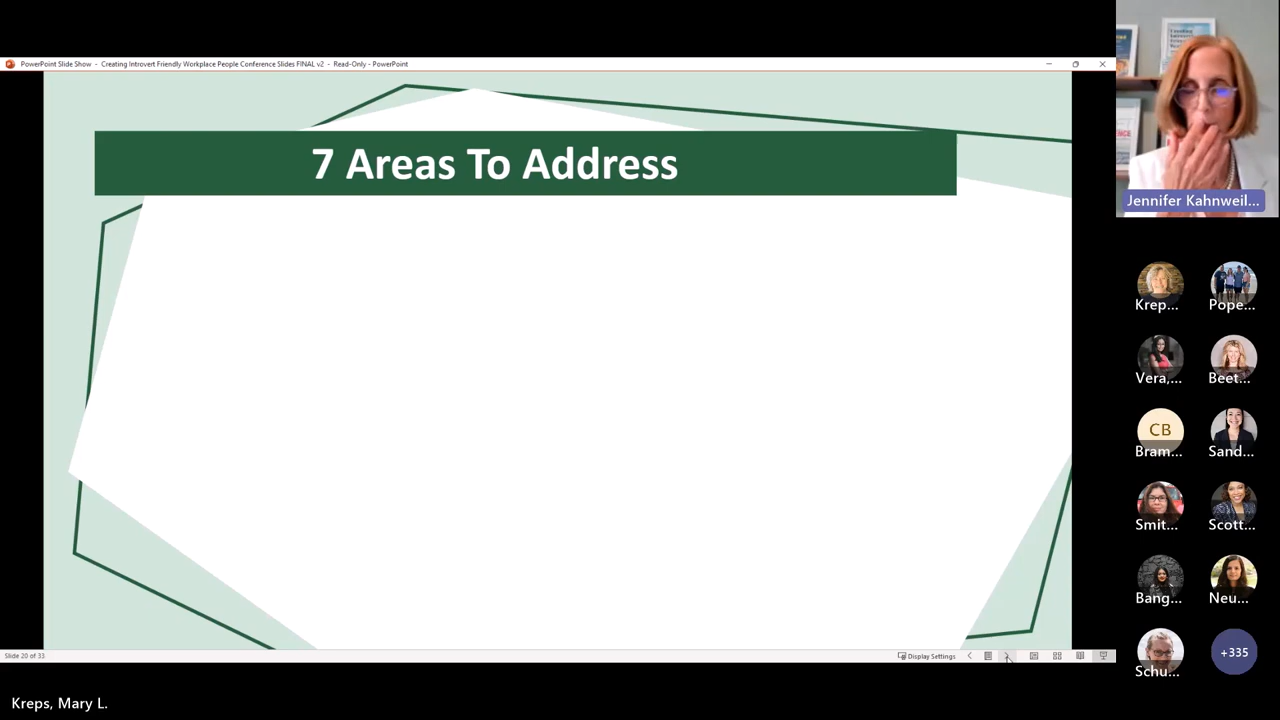 PowerPoint Slide Show - Creating Introvert Friendly Workplace People Conference Slides FINAL v2 - Read-Only - PowerPoint
7 Areas To Address
Jennifer Kahnweil...
Krep...
Pope...
Vera,...
Beet...
CB
Bram...
Sand...
Smit...
Scott...
Bang...
Neu...
Schu...
+335
Slide 20 of 33
Display Settings
Kreps, Mary L.